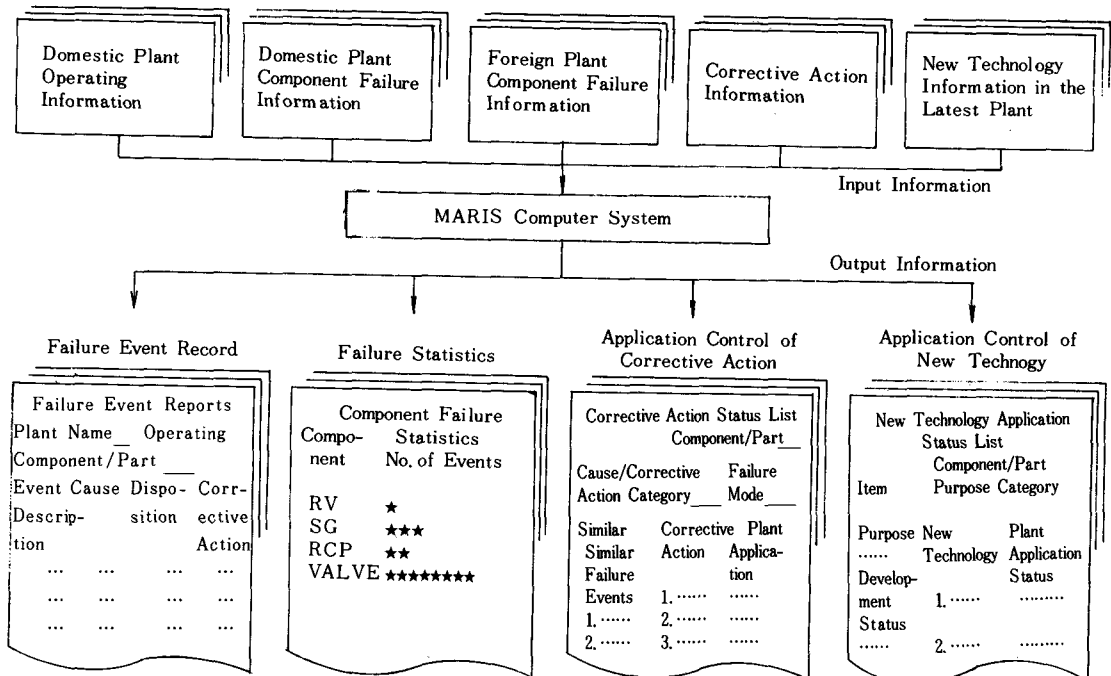 Domestic Plant
Operating
Information
Domestic Plant
Component Failure
Information
Foreign Plant
Component Failure
Information
Corrective Action
Information
New Technology
Information in the
Latest Plant
Input Information
MARIS Computer System
Output Information
Failure Event Record
Failure Event Reports
Plant Name__ Operating
Component/Part ___
Event Cause Dispo- Corr-
Descrip- sition ective
tion Action
... ... ... ...
... ... ... ...
... ... ... ...
Failure Statistics
Component Failure
Compo- Statistics
nent No. of Events
RV ★
SG ★★★
RCP ★★
VALVE ★★★★★★★★
Application Control of
Corrective Action
Corrective Action Status List
Component/Part__
Cause/Corrective Failure
Action Category___ Mode___
Similar Corrective Plant
Similar Action Applica-
Failure tion
Events 1. ...... ......
1. ...... 2. ...... ......
2. ...... 3. ...... ......
Application Control of
New Technogy
New Technology Application
Status List
Component/Part
Item Purpose Category
Purpose New Plant
...... Technology Application
Develop- Status
ment 1. ...... .........
Status
...... 2. ...... .........